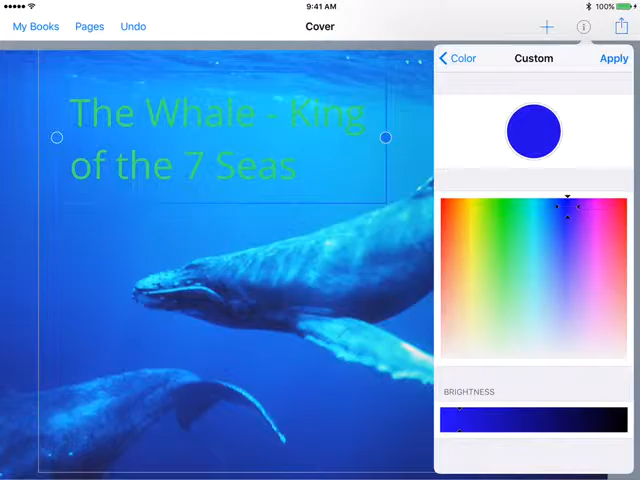 9:41 AM
100%
My Books
Pages
Undo
Cover
Color
Custom
Apply
The Whale - King
of the 7 Seas
BRIGHTNESS